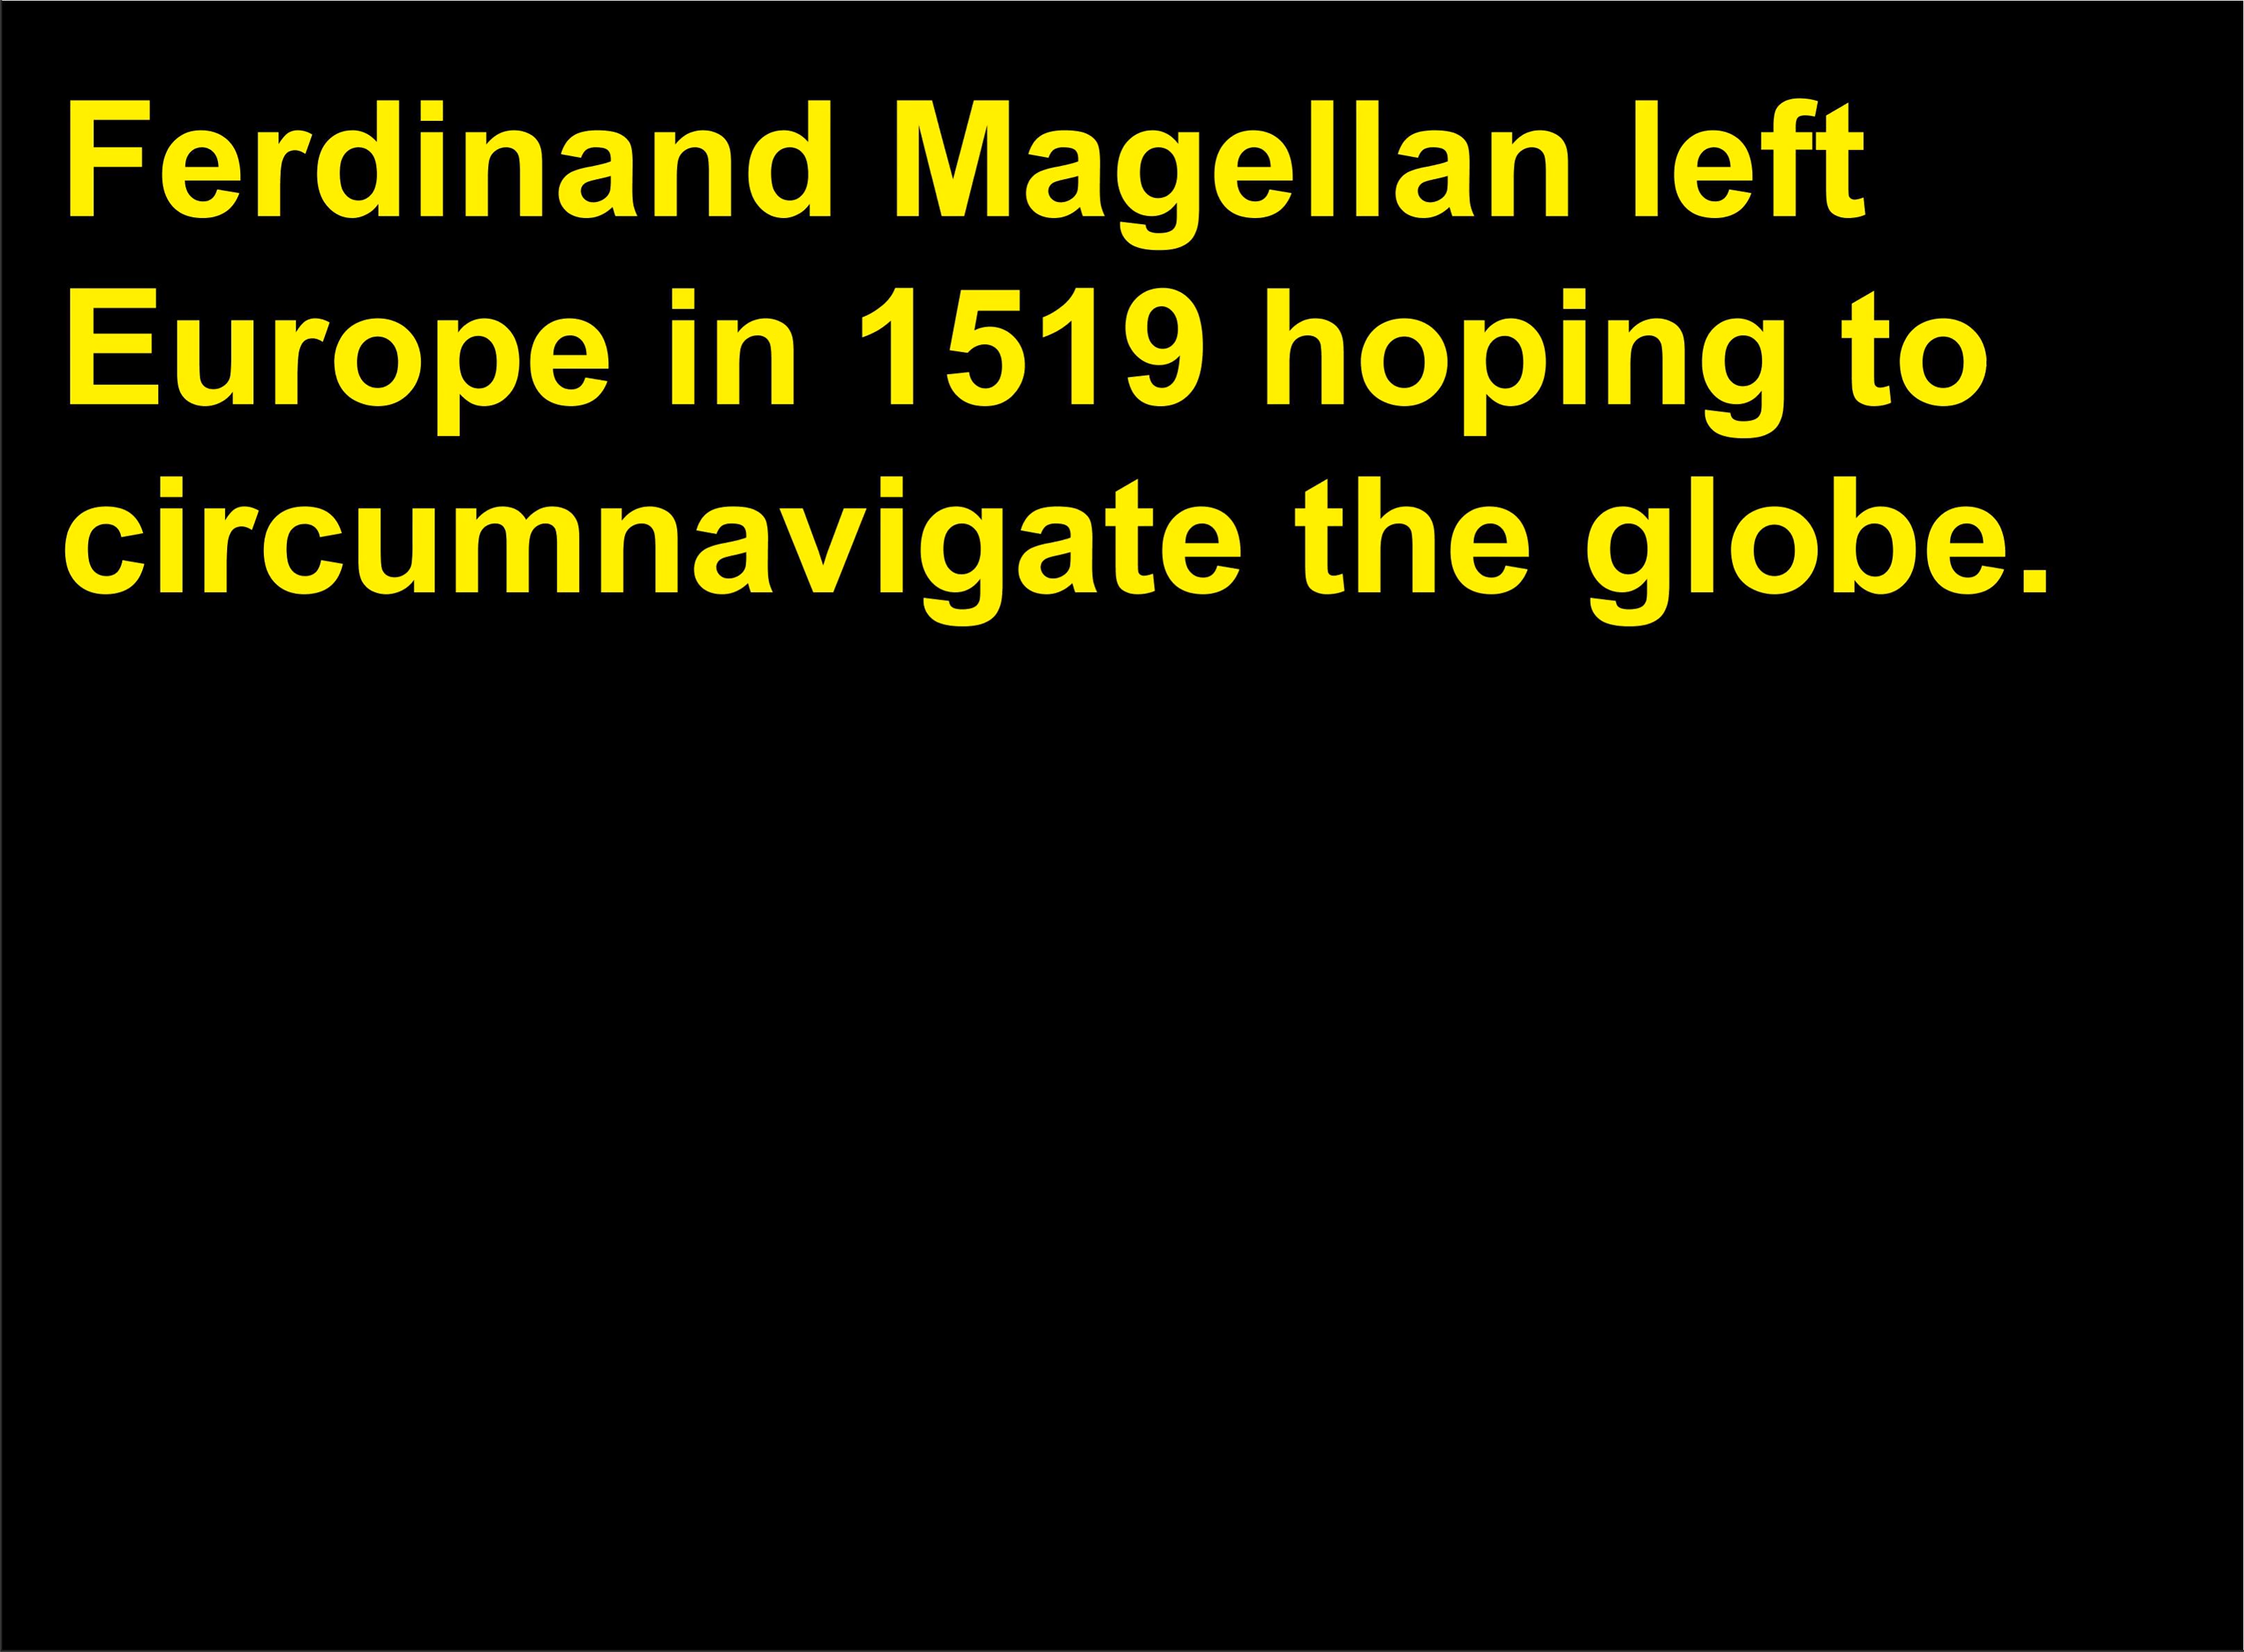 Ferdinand Magellan left
Europe in 1519 hoping to
circumnavigate the globe.